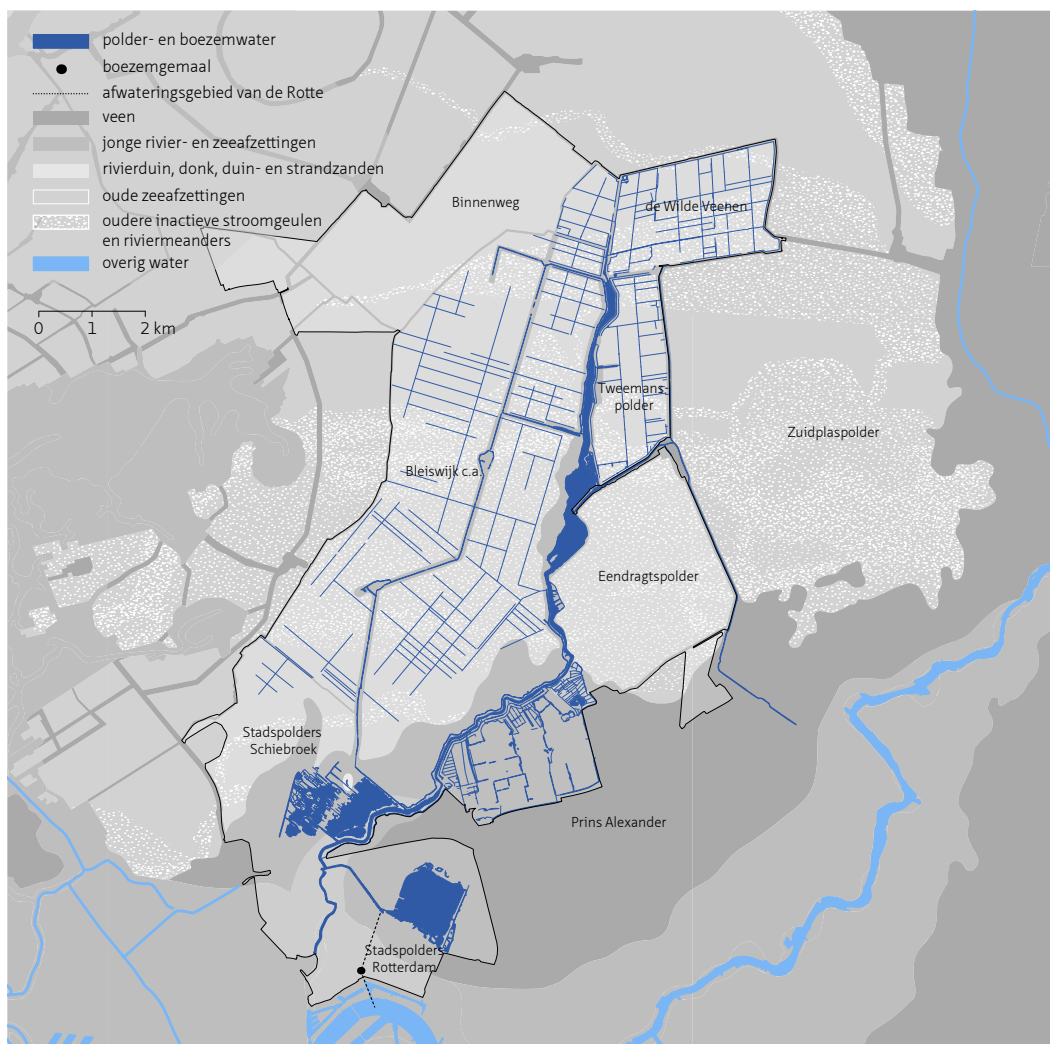 polder- en boezemwater
boezemgemaal
afwateringsgebied van de Rotte
veen
jonge rivier- en zeeafzettingen
rivierduin, donk, duin- en strandzanden
oude zeeafzettingen
oudere inactieve stroomgeulen
en riviermeanders
overig water
0 1 2 km
Binnenweg
de Wilde Veenen
Tweemans-
polder
Zuidplaspolder
Bleiswijk c.a.
Eendragtspolder
Stadspolders
Schiebroek
Prins Alexander
Stadspolders
Rotterdam